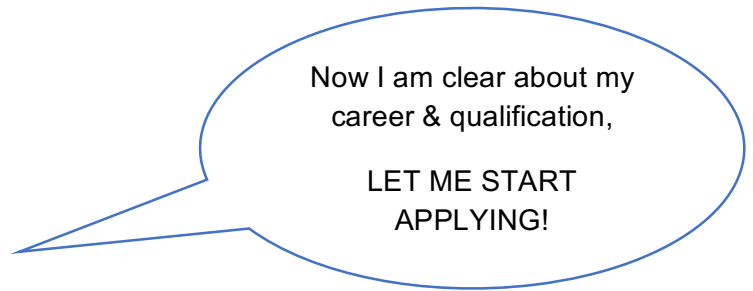 Now I am clear about my
career & qualification,
LET ME START
APPLYING!